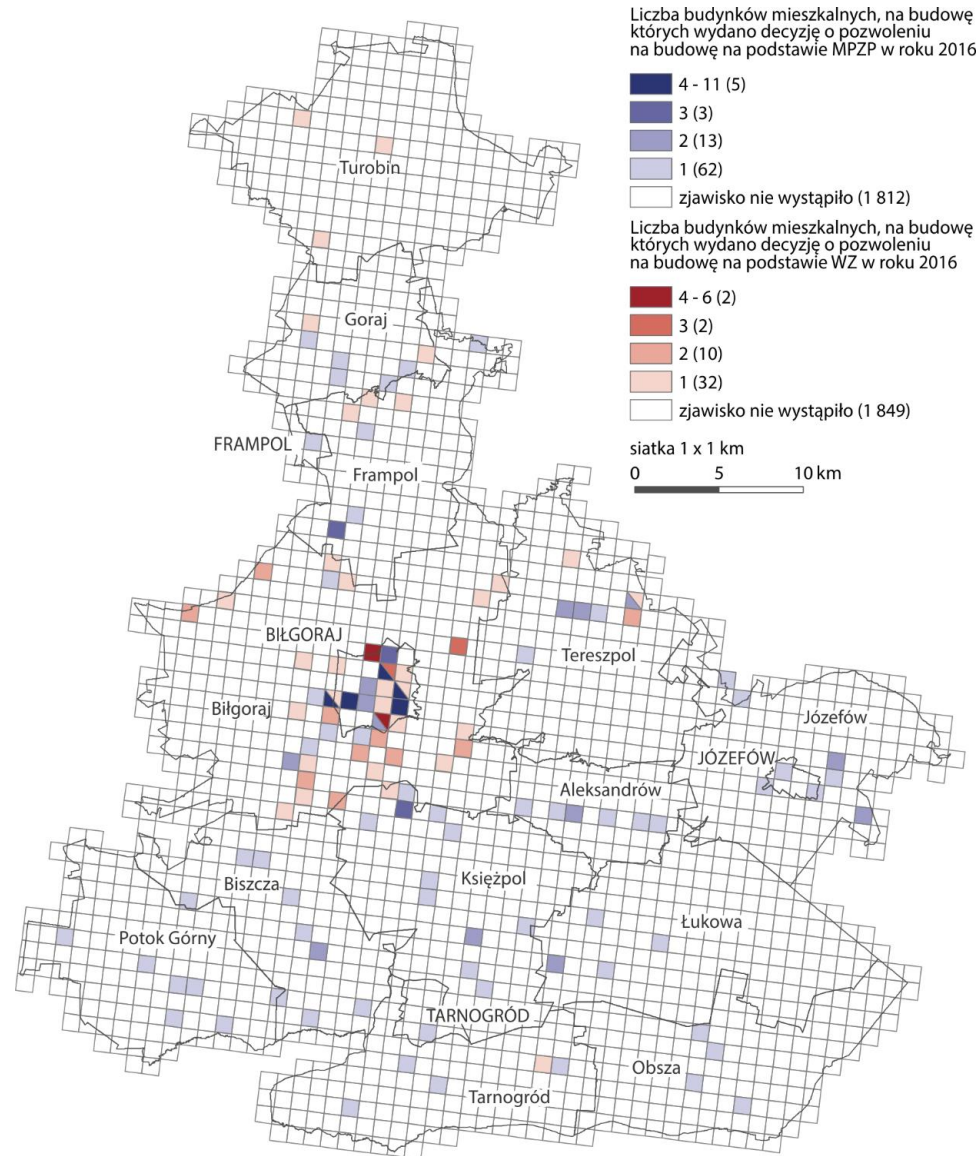 Liczba budynków mieszkalnych, na budowę
których wydano decyzję o pozwoleniu
na budowę na podstawie MPZP w roku 2016
4 - 11 (5)
3 (3)
2 (13)
1 (62)
zjawisko nie wystąpiło (1 812)
Liczba budynków mieszkalnych, na budowę
których wydano decyzję o pozwoleniu
na budowę na podstawie WZ w roku 2016
4 - 6 (2)
3 (2)
2 (10)
1 (32)
zjawisko nie wystąpiło (1 849)
siatka 1 x 1 km
0 5 10 km
Turobin
Goraj
FRAMPOL
Frampol
BIŁGORAJ
Tereszpol
Biłgoraj
Józefów
JÓZEFÓW
Aleksandrów
Biszcza
Księżpol
Łukowa
Potok Górny
TARNOGRÓD
Obsza
Tarnogród